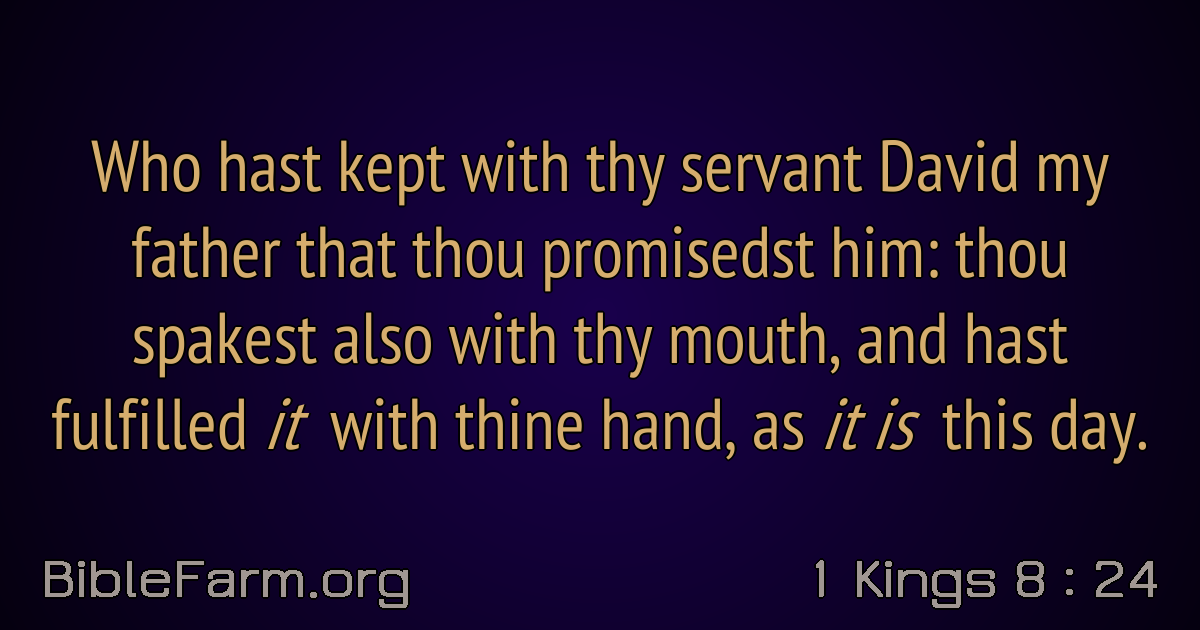 Who hast kept with thy servant David my
father that thou promisedst him: thou
spakest also with thy mouth, and hast
fulfilled it with thine hand, as it is this day.
BibleFarm.org
1 Kings 8 : 24